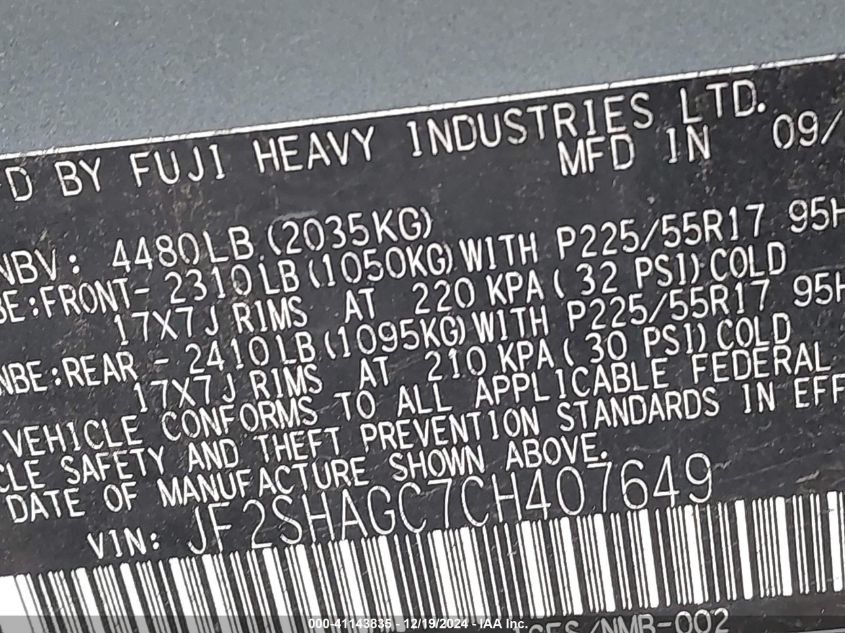 D BY FUJI HEAVY INDUSTRIES LTD.
MFD IN 09/
NBV: 4480LB (2035KG)
BE:FRONT- 2310LB(1050KG)WITH P225/55R17 95H
17X7J RIMS AT 220 KPA( 32 PSI)COLD
NBE:REAR - 2410LB(1095KG)WITH P225/55R17 95H
17X7J RIMS AT 210 KPA( 30 PSI)COLD
VEHICLE CONFORMS TO ALL APPLICABLE FEDERAL
CLE SAFETY AND THEFT PREVENTION STANDARDS IN EFF
DATE OF MANUFACTURE SHOWN ABOVE.
VIN: JF2SHAGC7CH407649
CES/NMB-002
000-41143835 - 12/19/2024 - IAA Inc.